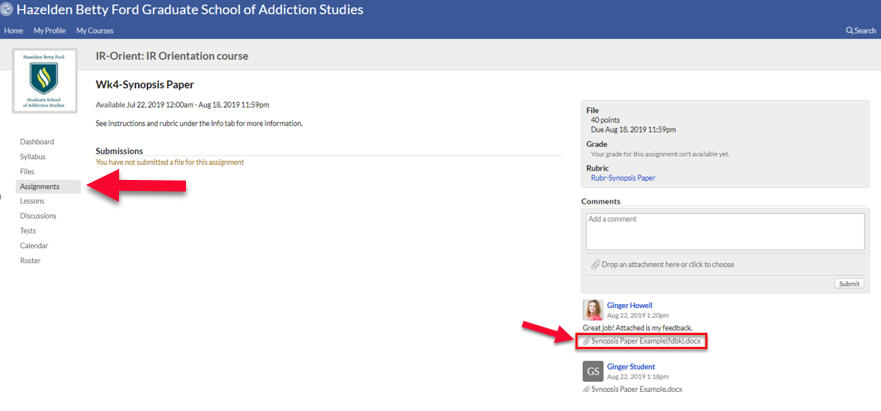 Hazelden Betty Ford Graduate School of Addiction Studies
Home My Profile My Courses Search
Hazelden Betty Ford
Graduate School
of Addiction Studies
IR-Orient: IR Orientation course
Wk4-Synopsis Paper
Available Jul 22, 2019 12:00am - Aug 18, 2019 11:59pm
See instructions and rubric under the Info tab for more information.
Submissions
You have not submitted a file for this assignment
Dashboard
Syllabus
Files
Assignments
Lessons
Discussions
Tests
Calendar
Roster
File
40 points
Due Aug 18, 2019 11:59pm
Grade
Your grade for this assignment isn't available yet.
Rubric
Rubr-Synopsis Paper
Comments
Add a comment
Drop an attachment here or click to choose
Submit
Ginger Howell
Aug 22, 2019 1:20pm
Great job! Attached is my feedback.
Synopsis Paper Example(fdbk).docx
GS
Ginger Student
Aug 22, 2019 1:18pm
Synopsis Paper Example.docx